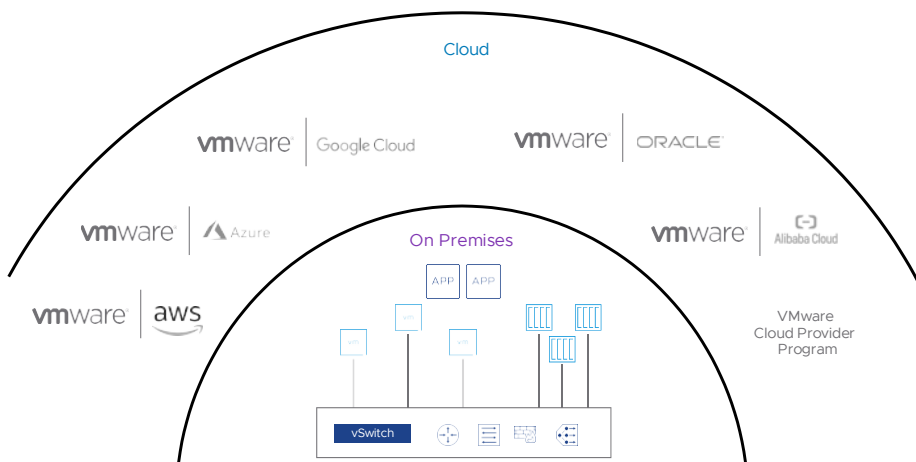 Cloud
vmware® Google Cloud
vmware® ORACLE
vmware® Azure
vmware® Alibaba Cloud
On Premises
APP APP
vmware® aws
VMware
Cloud Provider
Program
vSwitch